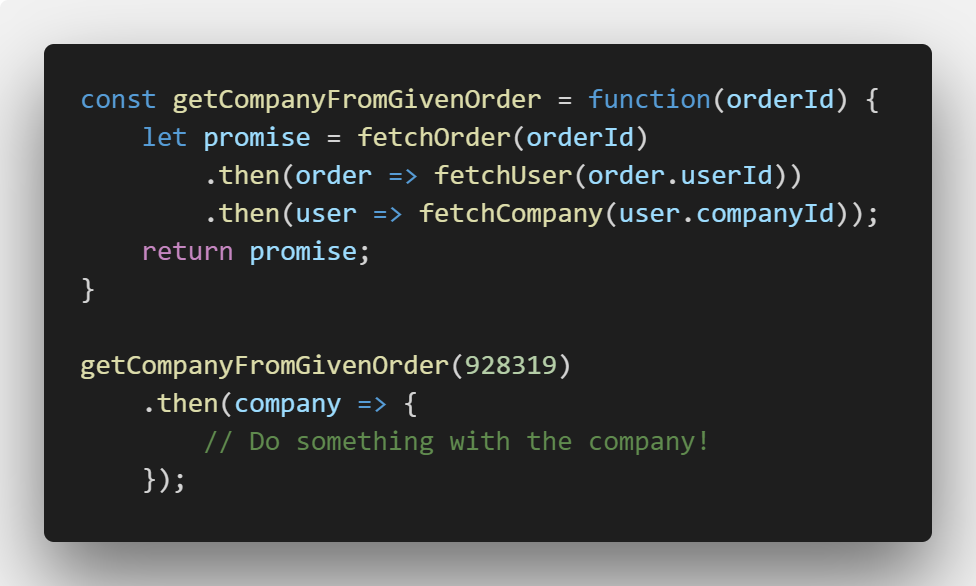 const getCompanyFromGivenOrder = function(orderId) {
    let promise = fetchOrder(orderId)
        .then(order => fetchUser(order.userId))
        .then(user => fetchCompany(user.companyId));
    return promise;
}

getCompanyFromGivenOrder(928319)
    .then(company => {
        // Do something with the company!
    });